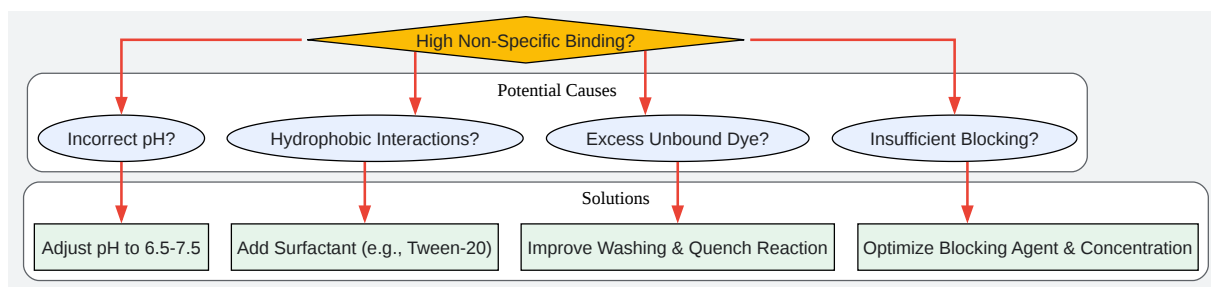 High Non-Specific Binding?
Potential Causes
Incorrect pH?
Hydrophobic Interactions?
Excess Unbound Dye?
Insufficient Blocking?
Solutions
Adjust pH to 6.5-7.5
Add Surfactant (e.g., Tween-20)
Improve Washing & Quench Reaction
Optimize Blocking Agent & Concentration